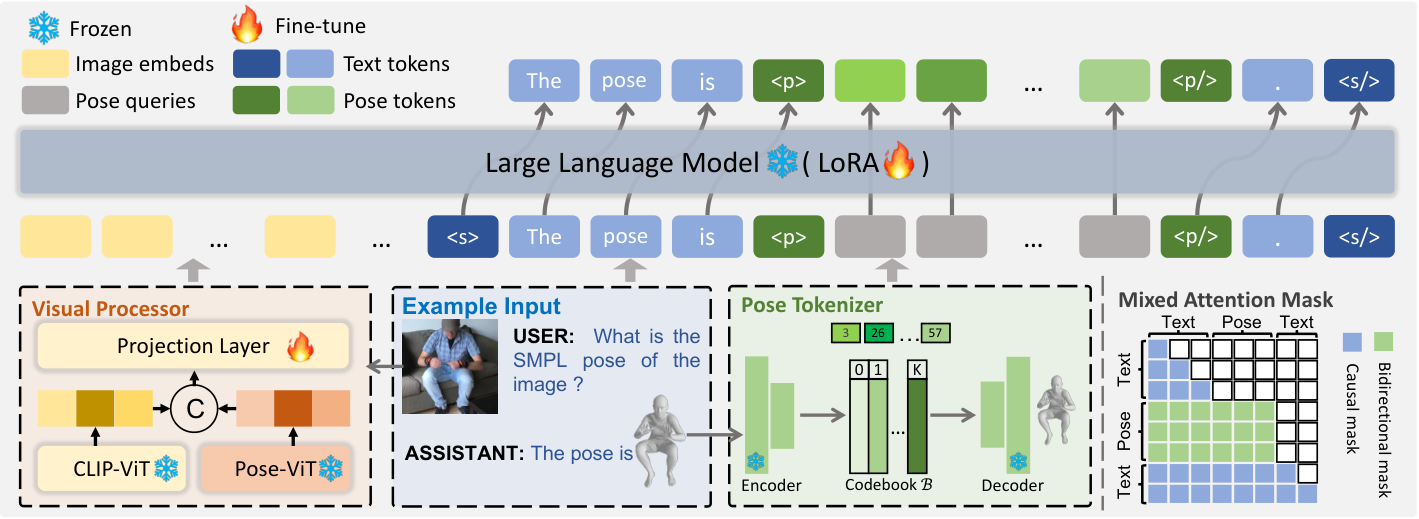 Frozen
Fine-tune
Image embeds
Text tokens
Pose queries
Pose tokens
The pose is <p> ... <p/> . <s/>
Large Language Model ( LoRA )
... ... <s> The pose is <p> ... <p/> . <s/>
Visual Processor
Projection Layer
C
CLIP-ViT
Pose-ViT
Example Input
USER: What is the
SMPL pose of the
image ?
ASSISTANT: The pose is
Pose Tokenizer
3 26 ... 57
0 1 K
...
Encoder
Codebook ℬ
Decoder
Mixed Attention Mask
Text Pose Text
Text
Pose
Text
Causal mask
Bidirectional mask